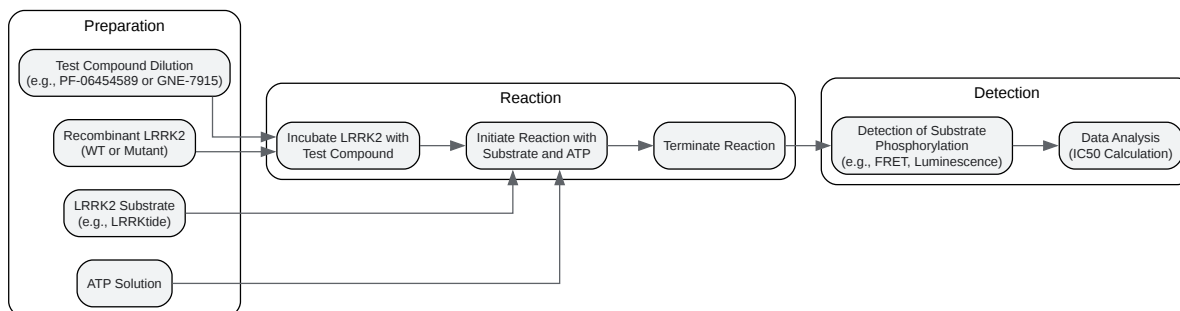 Preparation
Test Compound Dilution
(e.g., PF-06454589 or GNE-7915)
Recombinant LRRK2
(WT or Mutant)
LRRK2 Substrate
(e.g., LRRKtide)
ATP Solution
Reaction
Incubate LRRK2 with
Test Compound
Initiate Reaction with
Substrate and ATP
Terminate Reaction
Detection
Detection of Substrate
Phosphorylation
(e.g., FRET, Luminescence)
Data Analysis
(IC50 Calculation)